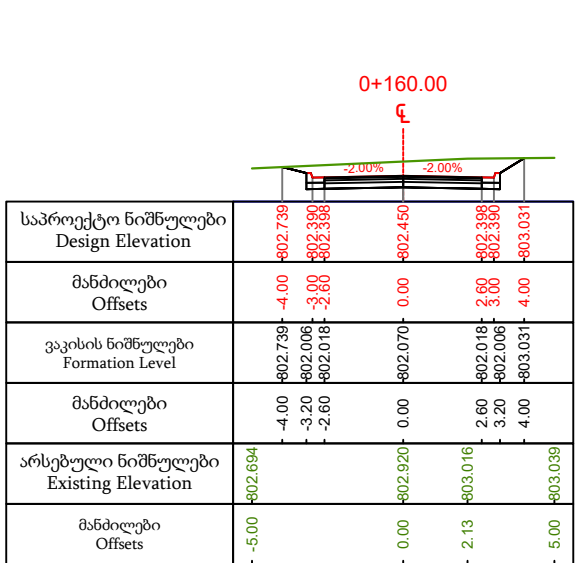 0+160.00
℄
-2.00% -2.00%
საპროექტო ნიშნულები
Design Elevation
802.739 802.390 802.398 802.450 802.398 802.390 803.031
მანძილები
Offsets
-4.00 -3.00 -2.60 0.00 2.60 3.00 4.00
ვაკისის ნიშნულები
Formation Level
802.739 802.006 802.018 802.070 802.018 802.006 803.031
მანძილები
Offsets
-4.00 -3.20 -2.60 0.00 2.60 3.20 4.00
არსებული ნიშნულები
Existing Elevation
802.694 802.920 803.016 803.039
მანძილები
Offsets
-5.00 0.00 2.13 5.00